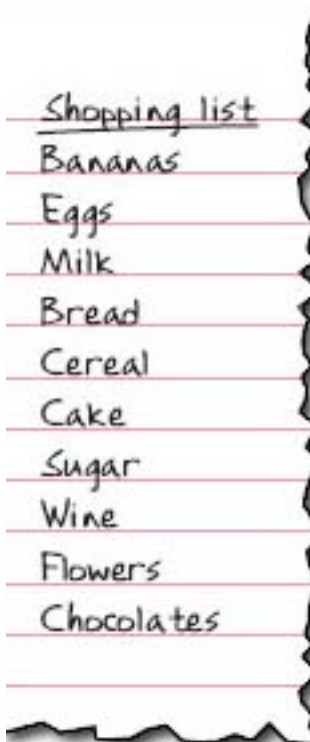 Shopping list
Bananas
Eggs
Milk
Bread
Cereal
Cake
Sugar
Wine
Flowers
Chocolates